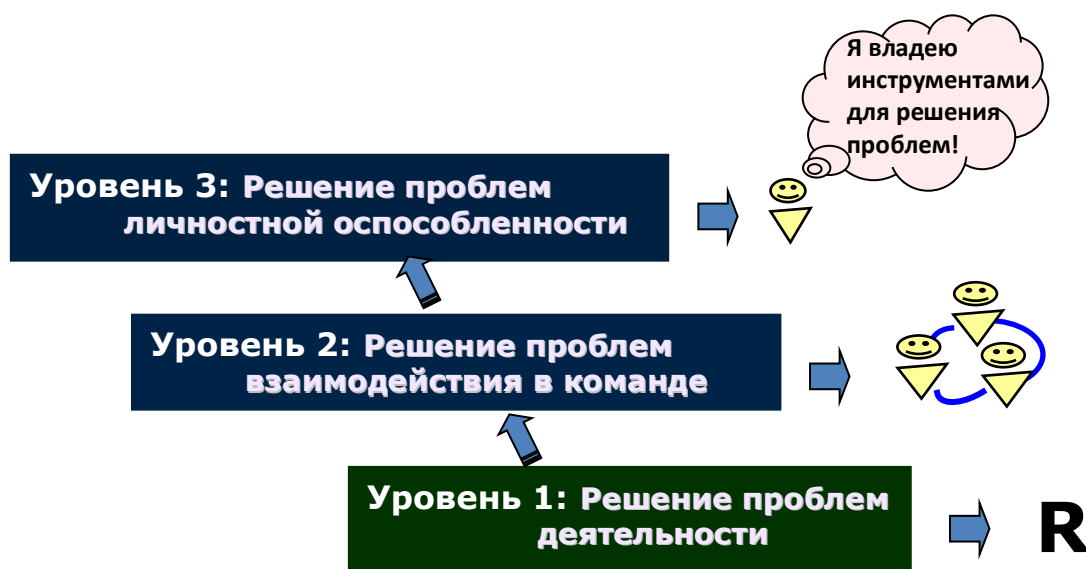 Я владею
инструментами
для решения
проблем!
Уровень 3: Решение проблем
личностной оспособленности
Уровень 2: Решение проблем
взаимодействия в команде
Уровень 1: Решение проблем
деятельности
R